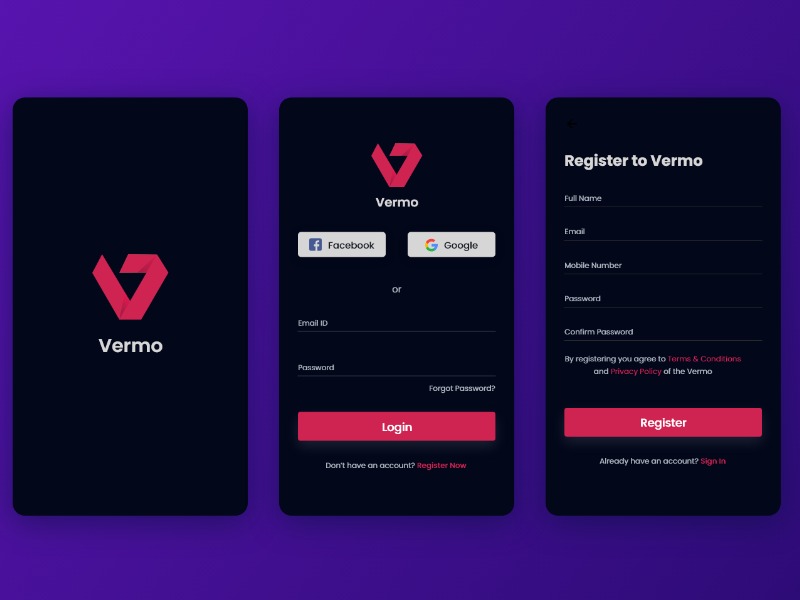 Vermo
Vermo
Facebook
Google
or
Email ID
Password
Forgot Password?
Login
Don't have an account? Register Now
Register to Vermo
Full Name
Email
Mobile Number
Password
Confirm Password
By registering you agree to Terms & Conditions
and Privacy Policy of the Vermo
Register
Already have an account? Sign In